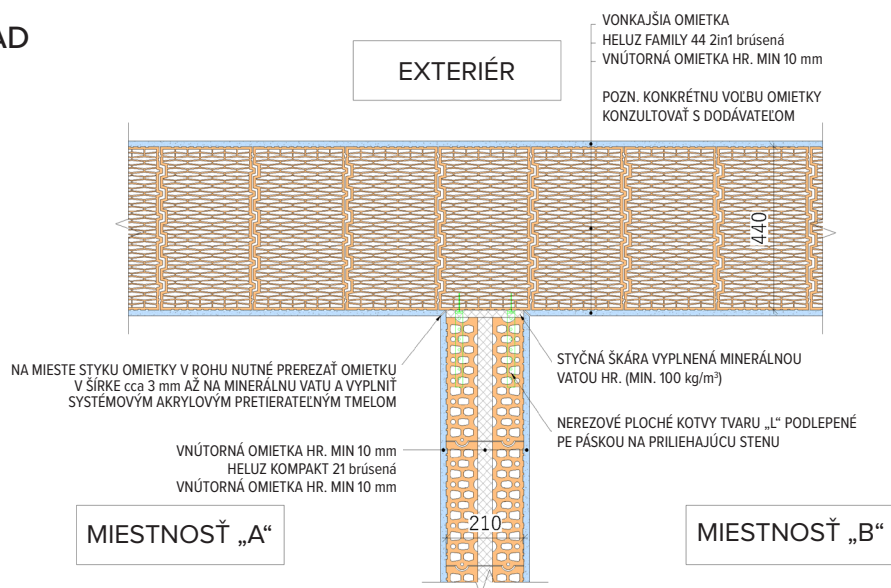 AD
EXTERIÉR
VONKAJŠIA OMIETKA
HELUZ FAMILY 44 2in1 brúsená
VNÚTORNÁ OMIETKA HR. MIN 10 mm
POZN. KONKRÉTNU VOĽBU OMIETKY
KONZULTOVAŤ S DODÁVATEĽOM
440
NA MIESTE STYKU OMIETKY V ROHU NUTNÉ PREREZAŤ OMIETKU
V ŠÍRKE cca 3 mm AŽ NA MINERÁLNU VATU A VYPLNIŤ
SYSTÉMOVÝM AKRYLOVÝM PRETIERATEĽNÝM TMELOM
STYČNÁ ŠKÁRA VYPLNENÁ MINERÁLNOU
VATOU HR. (MIN. 100 kg/m³)
NEREZOVÉ PLOCHÉ KOTVY TVARU „L“ PODLEPENÉ
PE PÁSKOU NA PRILIEHAJÚCU STENU
VNÚTORNÁ OMIETKA HR. MIN 10 mm
HELUZ KOMPAKT 21 brúsená
VNÚTORNÁ OMIETKA HR. MIN 10 mm
210
MIESTNOSŤ „A“
MIESTNOSŤ „B“